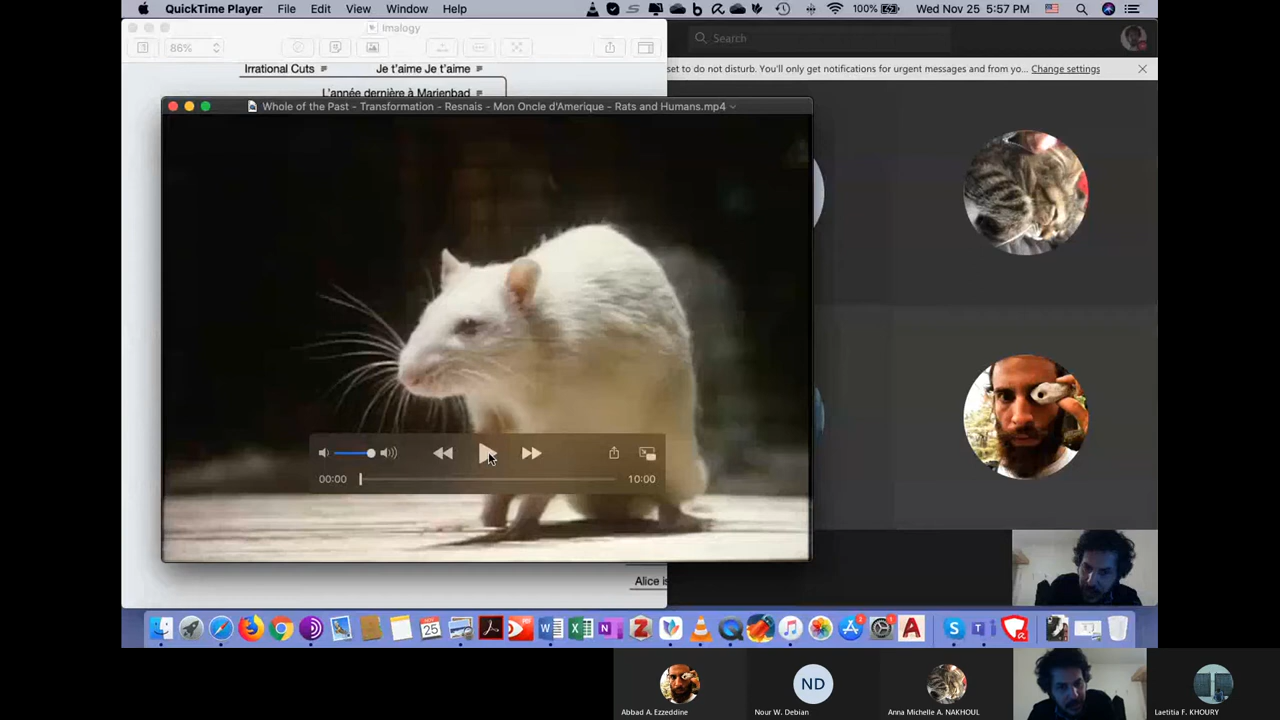 QuickTime Player File Edit View Window Help 100% Wed Nov 25 5:57 PM
Imalogy
86%
Search
Irrational Cuts Je t'aime Je t'aime
set to do not disturb. You'll only get notifications for urgent messages and from yo... Change settings
L'année dernière à Marienbad
Whole of the Past - Transformation - Resnais - Mon Oncle d'Amerique - Rats and Humans.mp4
00:00 10:00
Alice is
NOV
25
ND
Abbad A. Ezzeddine Nour W. Debian Anna Michelle A. NAKHOUL Laetitia F. KHOURY